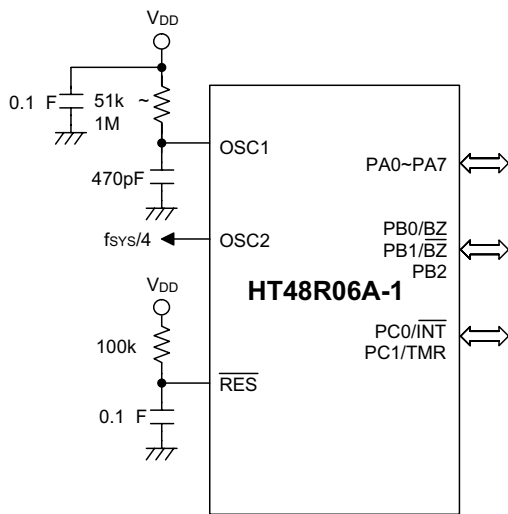 VDD
0.1 F
51k ~
1M
OSC1
470pF
fSYS/4
OSC2
VDD
100k
RES
0.1 F
HT48R06A-1
PA0~PA7
PB0/BZ
PB1/BZ
PB2
PC0/INT
PC1/TMR